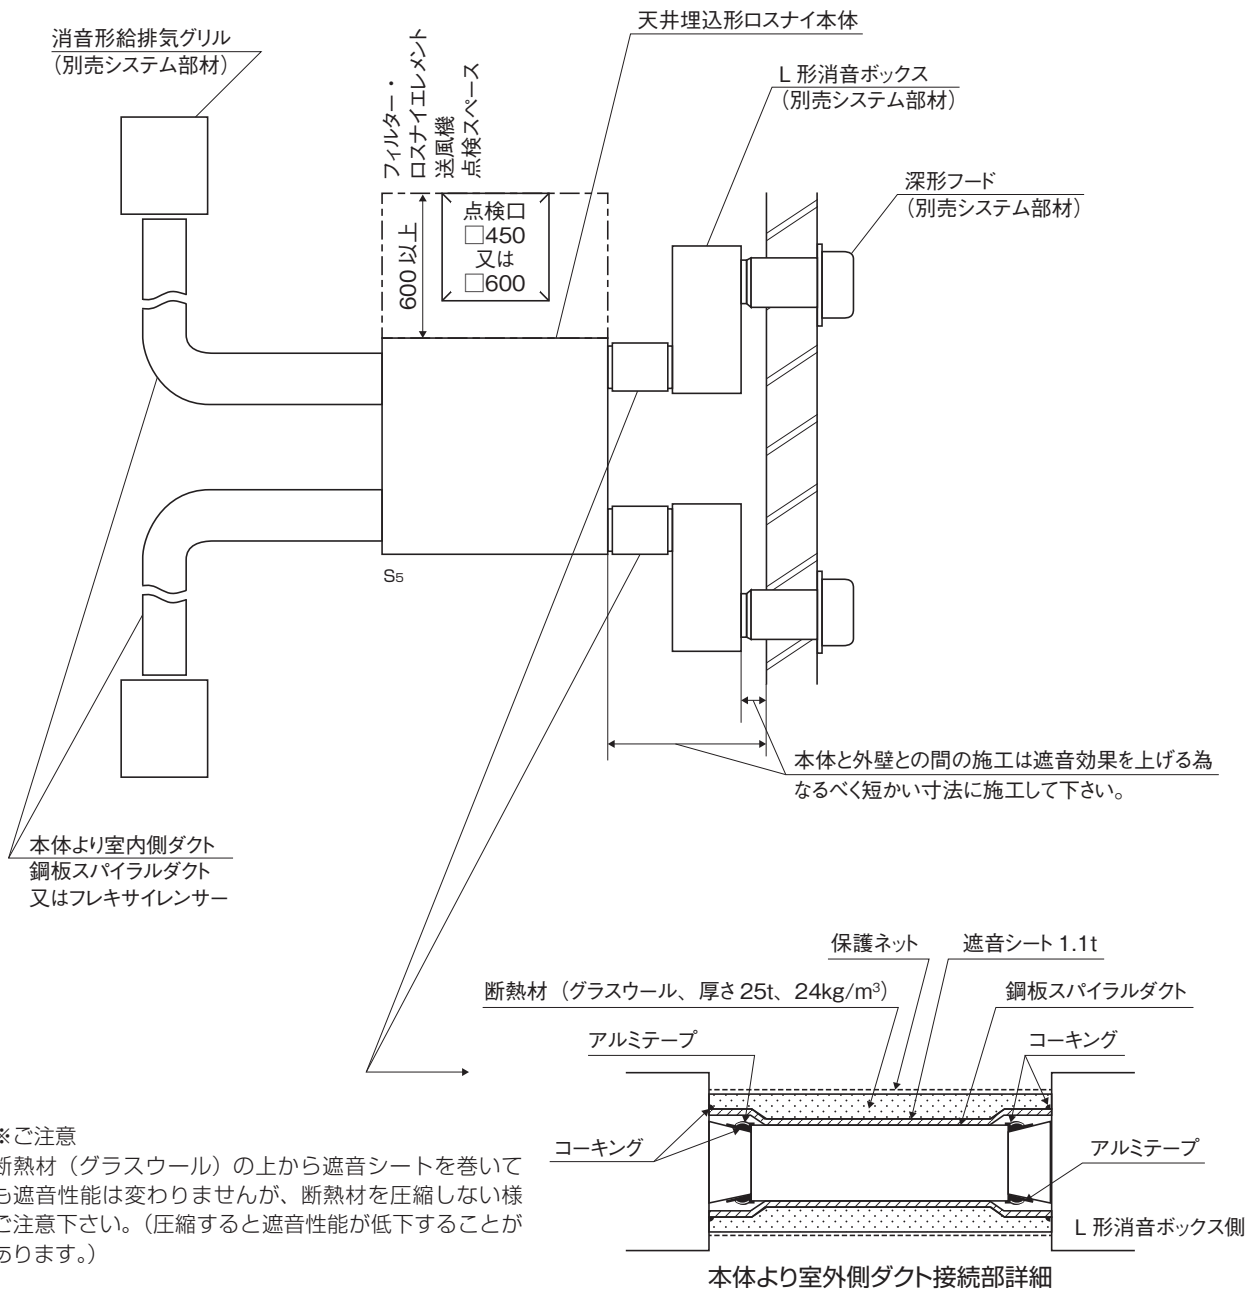 天井埋込形ロスナイ本体
消音形給排気グリル
（別売システム部材）
フィルター・
ロスナイエレメント
送風機
点検スペース
L 形消音ボックス
（別売システム部材）
深形フード
（別売システム部材）
600 以上
点検口
□450
又は
□600
S5
本体と外壁との間の施工は遮音効果を上げる為
なるべく短かい寸法に施工して下さい。
本体より室内側ダクト
鋼板スパイラルダクト
又はフレキサイレンサー
保護ネット
遮音シート 1.1t
断熱材（グラスウール、厚さ 25t、24kg/m³）
鋼板スパイラルダクト
アルミテープ
コーキング
コーキング
アルミテープ
L 形消音ボックス側
本体より室外側ダクト接続部詳細
※ご注意
断熱材（グラスウール）の上から遮音シートを巻いて
も遮音性能は変わりませんが、断熱材を圧縮しない様
ご注意下さい。（圧縮すると遮音性能が低下することが
あります。）